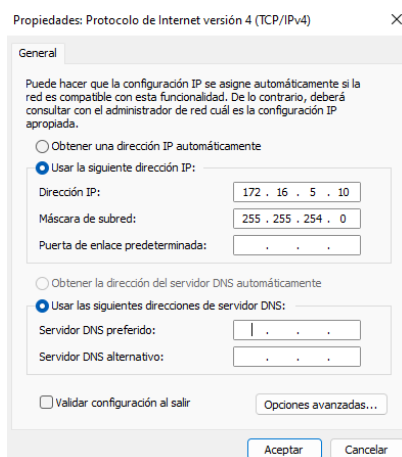 Propiedades: Protocolo de Internet versión 4 (TCP/IPv4)
General
Puede hacer que la configuración IP se asigne automáticamente si la
red es compatible con esta funcionalidad. De lo contrario, deberá
consultar con el administrador de red cuál es la configuración IP
apropiada.
Obtener una dirección IP automáticamente
Usar la siguiente dirección IP:
Dirección IP: 172 . 16 . 5 . 10
Máscara de subred: 255 . 255 . 254 . 0
Puerta de enlace predeterminada: . . .
Obtener la dirección del servidor DNS automáticamente
Usar las siguientes direcciones de servidor DNS:
Servidor DNS preferido: . . .
Servidor DNS alternativo: . . .
Validar configuración al salir
Opciones avanzadas...
Aceptar Cancelar